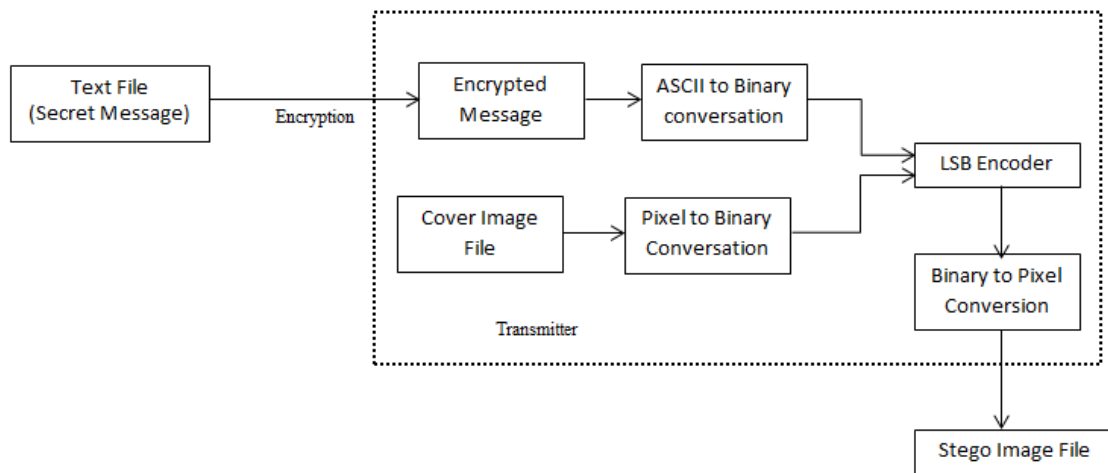 Text File
(Secret Message)
Encryption
Encrypted
Message
ASCII to Binary
conversation
LSB Encoder
Cover Image
File
Pixel to Binary
Conversation
Binary to Pixel
Conversion
Transmitter
Stego Image File